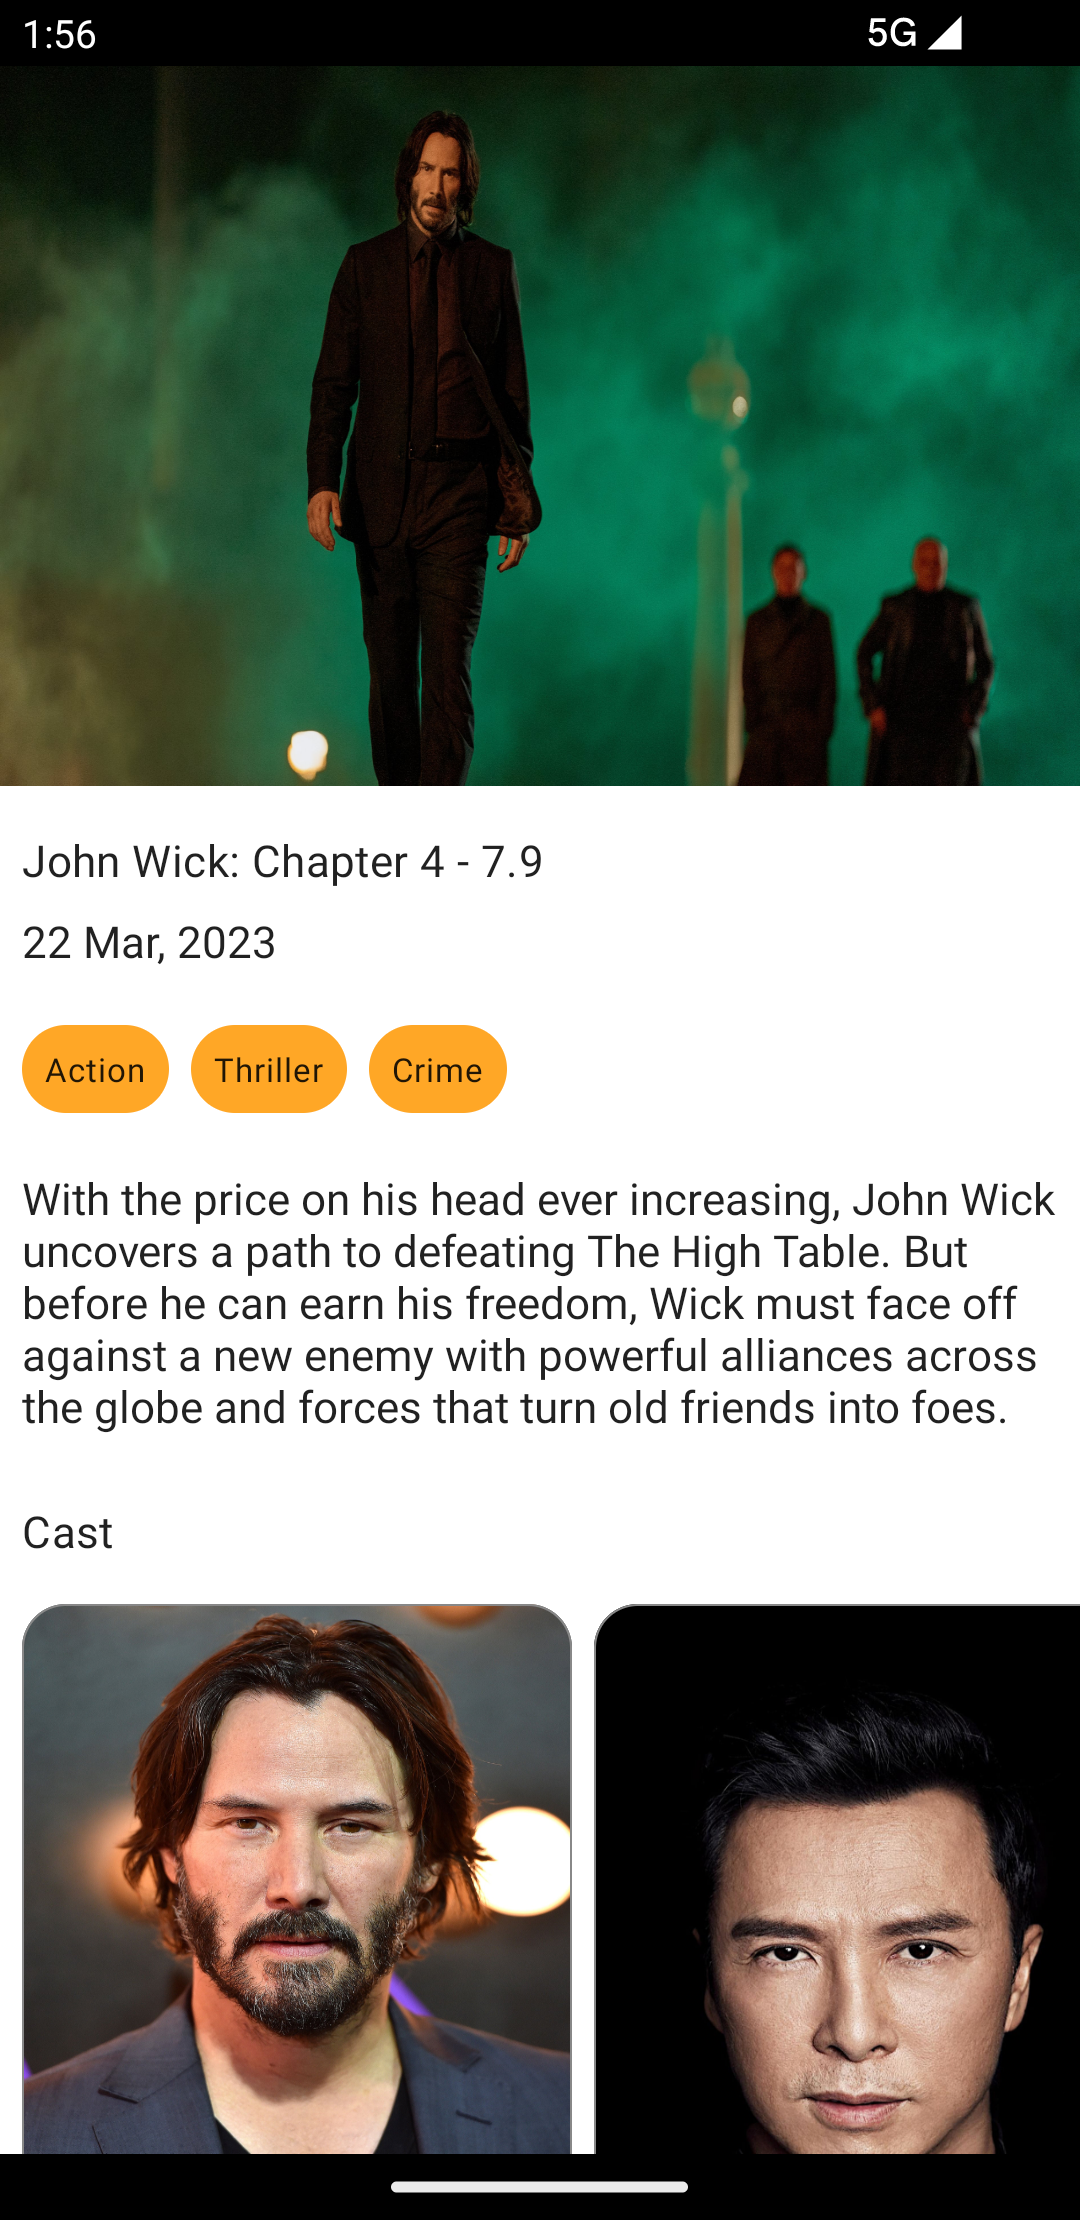 1:56
5G
John Wick: Chapter 4 - 7.9
22 Mar, 2023
Action Thriller Crime
With the price on his head ever increasing, John Wick
uncovers a path to defeating The High Table. But
before he can earn his freedom, Wick must face off
against a new enemy with powerful alliances across
the globe and forces that turn old friends into foes.
Cast